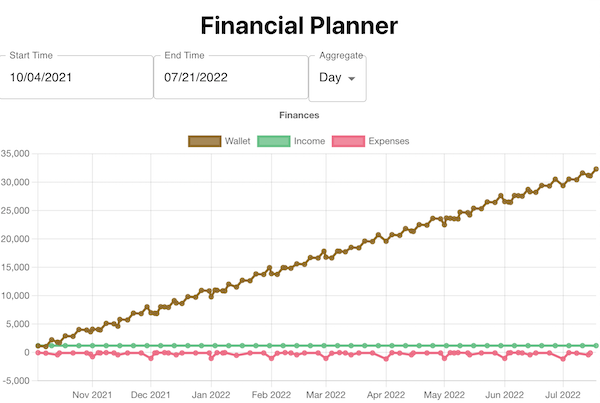 Financial Planner
Start Time
End Time
Aggregate
10/04/2021
07/21/2022
Day
Finances
Wallet
Income
Expenses
35,000
30,000
25,000
20,000
15,000
10,000
5,000
0
-5,000
Nov 2021
Dec 2021
Jan 2022
Feb 2022
Mar 2022
Apr 2022
May 2022
Jun 2022
Jul 2022